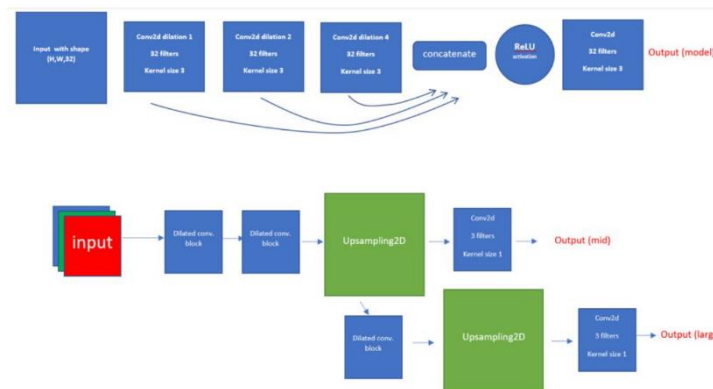 Input with shape
(H,W,32)
Conv2d dilation 1
32 filters
Kernel size 3
Conv2d dilation 2
32 filters
Kernel size 3
Conv2d dilation 4
32 filters
Kernel size 3
concatenate
ReLU
activation
Conv2d
32 filters
Kernel size 3
Output (model)
input
Dilated conv.
block
Dilated conv.
block
Upsampling2D
Conv2d
3 filters
Kernel size 1
Output (mid)
Dilated conv.
block
Upsampling2D
Conv2d
3 filters
Kernel size 1
Output (larg